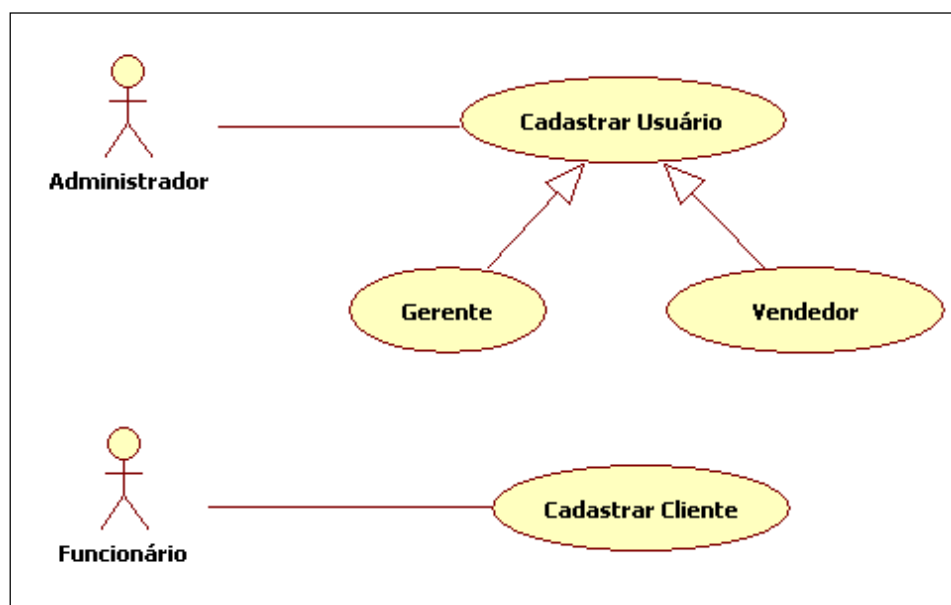 Cadastrar Usuário
Administrador
Gerente
Vendedor
Cadastrar Cliente
Funcionário